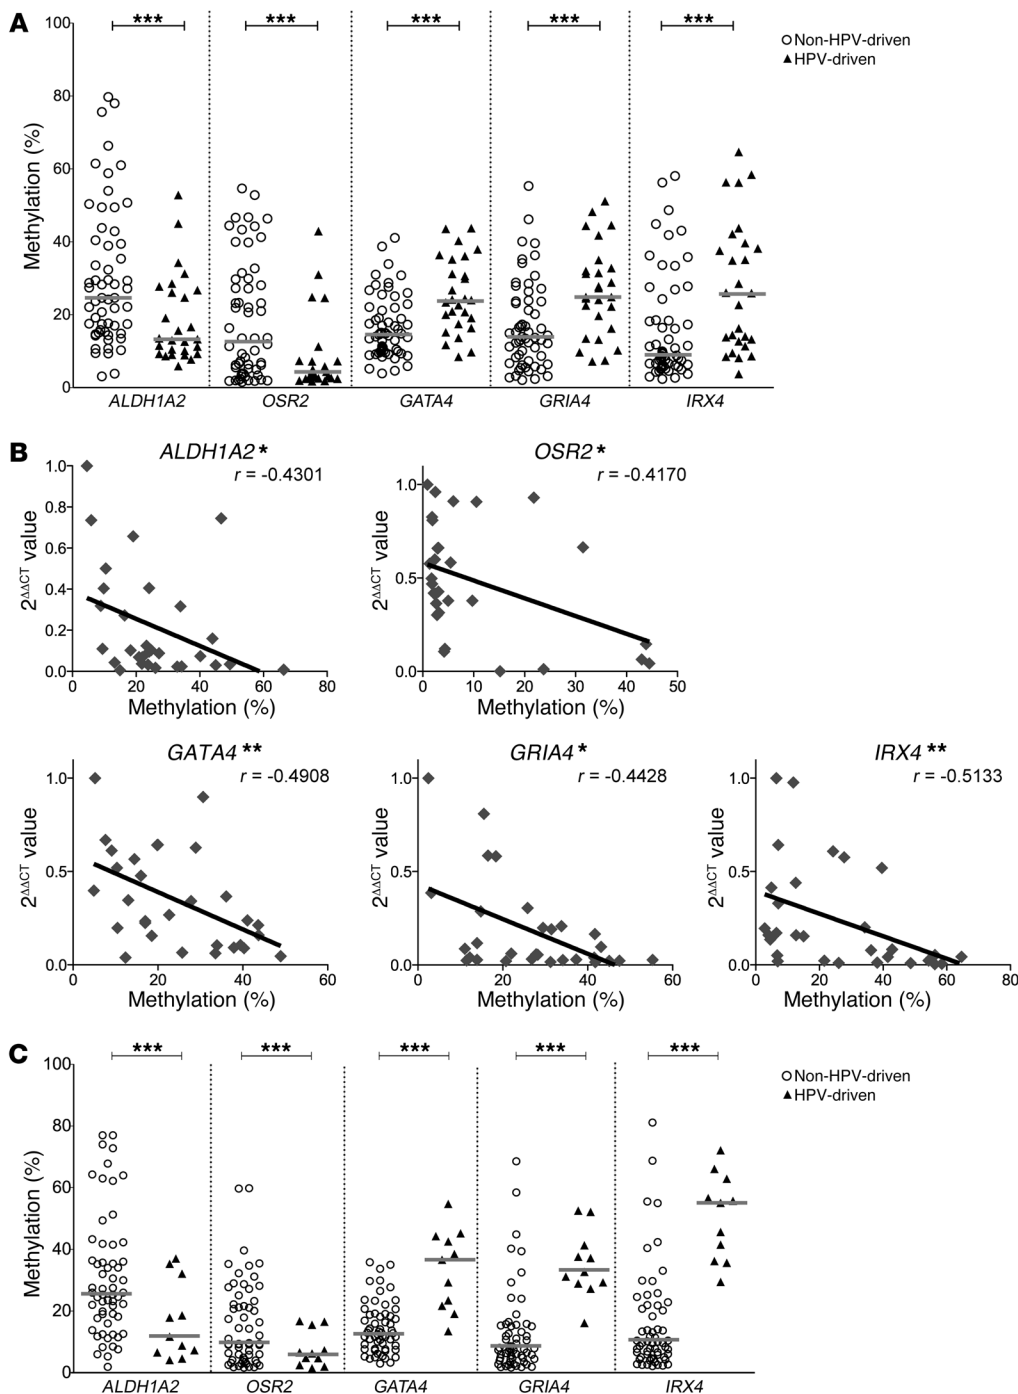 A
*** *** *** *** ***
Non-HPV-driven
HPV-driven
Methylation (%)
100
80
60
40
20
0
ALDH1A2 OSR2 GATA4 GRIA4 IRX4
B
ALDH1A2 *
r = -0.4301
2ΔΔCT value
1.0
0.8
0.6
0.4
0.2
0.0
0 20 40 60 80
Methylation (%)
OSR2 *
r = -0.4170
2ΔΔCT value
1.0
0.5
0.0
0 10 20 30 40 50
Methylation (%)
GATA4 **
r = -0.4908
2ΔΔCT value
1.0
0.5
0.0
0 20 40 60
Methylation (%)
GRIA4 *
r = -0.4428
2ΔΔCT value
1.0
0.5
0.0
0 20 40 60
Methylation (%)
IRX4 **
r = -0.5133
2ΔΔCT value
1.0
0.5
0.0
0 20 40 60 80
Methylation (%)
C
*** *** *** *** ***
Non-HPV-driven
HPV-driven
Methylation (%)
100
80
60
40
20
0
ALDH1A2 OSR2 GATA4 GRIA4 IRX4